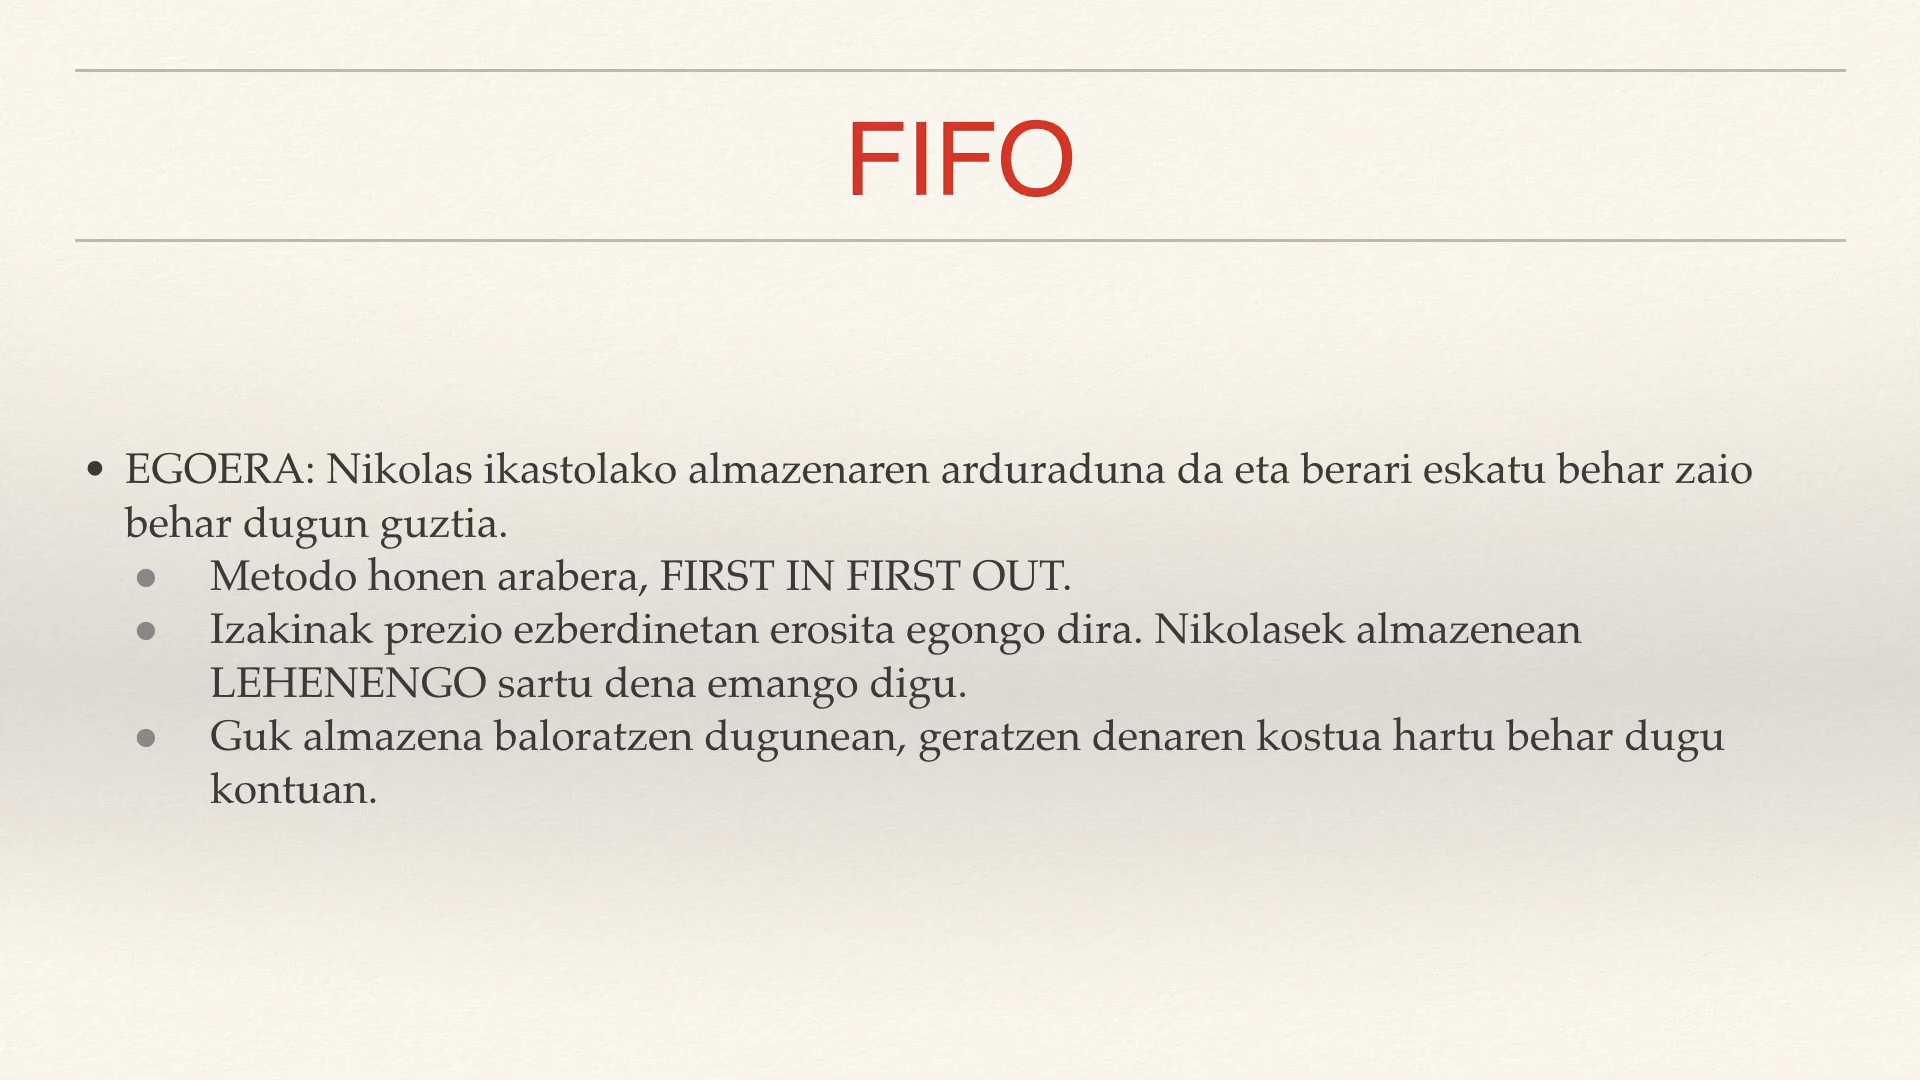 FIFO
• EGOERA: Nikolas ikastolako almazenaren arduraduna da eta berari eskatu behar zaio
behar dugun guztia.
● Metodo honen arabera, FIRST IN FIRST OUT.
● Izakinak prezio ezberdinetan erosita egongo dira. Nikolasek almazenean
LEHENENGO sartu dena emango digu.
● Guk almazena baloratzen dugunean, geratzen denaren kostua hartu behar dugu
kontuan.